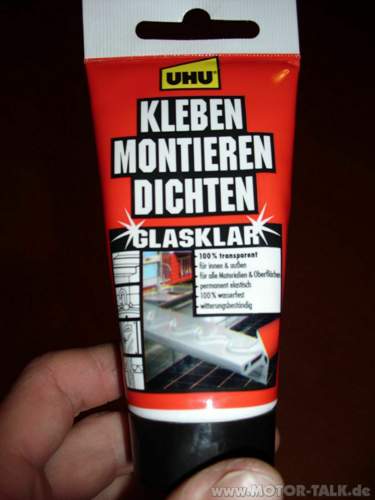 UHU
KLEBEN
MONTIEREN
DICHTEN
GLASKLAR
100% transparent
für innen & außen
für alle Materialien & Oberflächen
permanent elastisch
100% wasserfest
witterungsbeständig
www.MOTOR-TALK.de